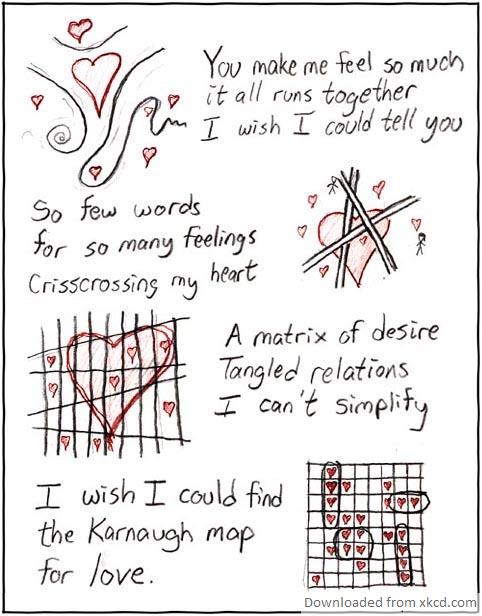 You make me feel so much
it all runs together
I wish I could tell you
So few words
for so many feelings
Crisscrossing my heart
A matrix of desire
Tangled relations
I can't simplify
I wish I could find
the Karnaugh map
for love.
Downloaded from xkcd.com